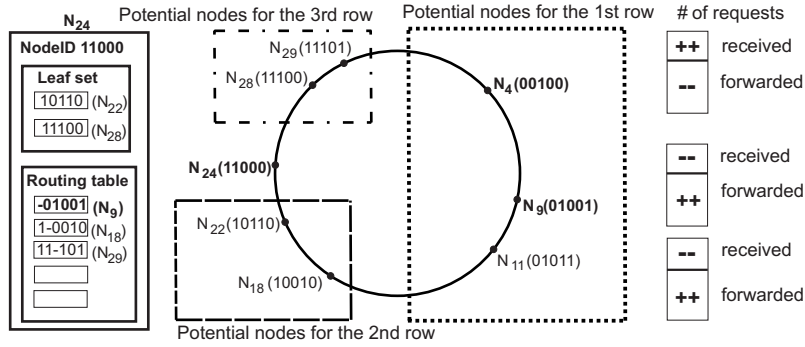 N24
NodeID 11000
Leaf set
10110 (N22)
11100 (N28)
Routing table
-01001 (N9)
1-0010 (N18)
11-101 (N29)
Potential nodes for the 3rd row
N29(11101)
N28(11100)
N24(11000)
N22(10110)
N18(10010)
Potential nodes for the 2nd row
Potential nodes for the 1st row
N4(00100)
N9(01001)
N11(01011)
# of requests
++ received
-- forwarded
-- received
++ forwarded
-- received
++ forwarded